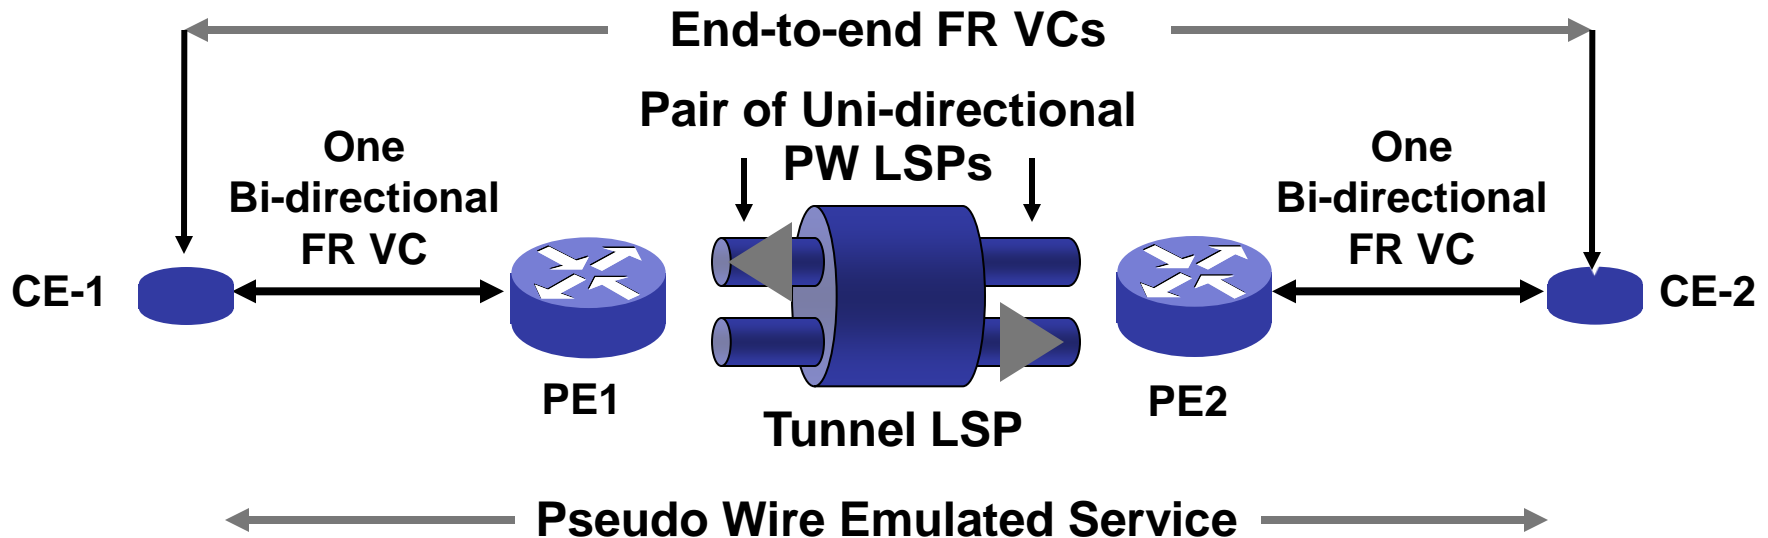 End-to-end FR VCs
Pair of Uni-directional
PW LSPs
One
Bi-directional
FR VC
One
Bi-directional
FR VC
CE-1
CE-2
PE1
PE2
Tunnel LSP
Pseudo Wire Emulated Service